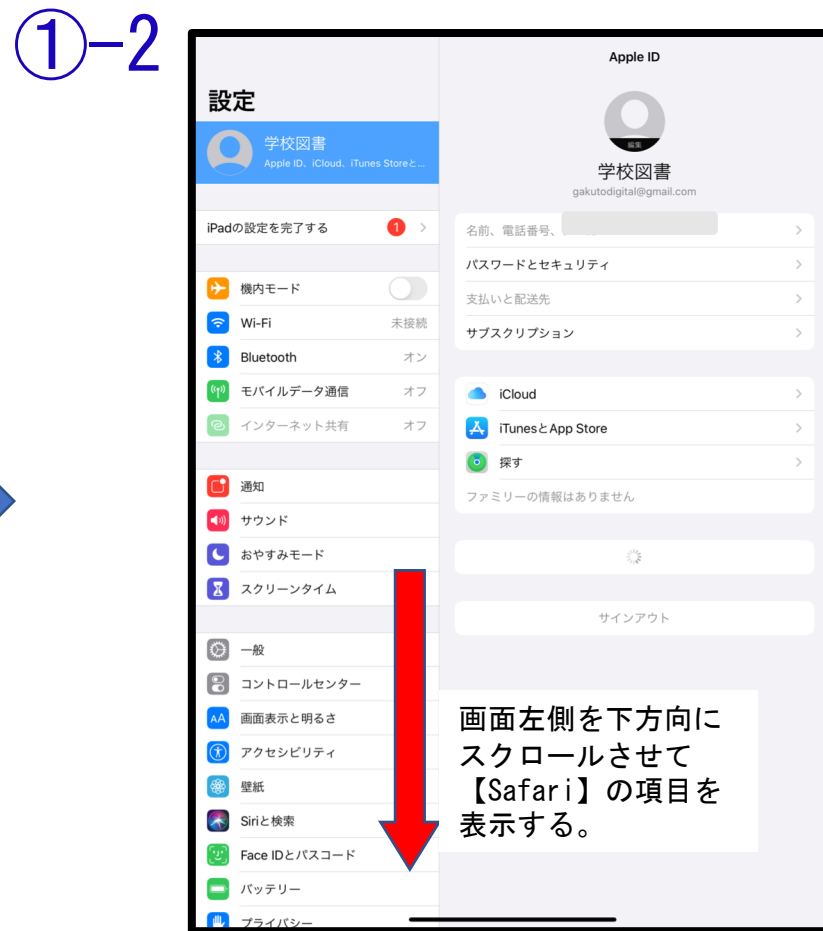 ①-2
設定
学校図書
Apple ID、iCloud、iTunes Storeと...
iPadの設定を完了する 1
機内モード
Wi-Fi 未接続
Bluetooth オン
モバイルデータ通信 オフ
インターネット共有 オフ
通知
サウンド
おやすみモード
スクリーンタイム
一般
コントロールセンター
AA 画面表示と明るさ
アクセシビリティ
壁紙
Siriと検索
Face IDとパスコード
バッテリー
プライバシー
Apple ID
編集
学校図書
gakutodigital@gmail.com
名前、電話番号、
パスワードとセキュリティ
支払いと配送先
サブスクリプション
iCloud
iTunesとApp Store
探す
ファミリーの情報はありません
サインアウト
画面左側を下方向に
スクロールさせて
【Safari】の項目を
表示する。